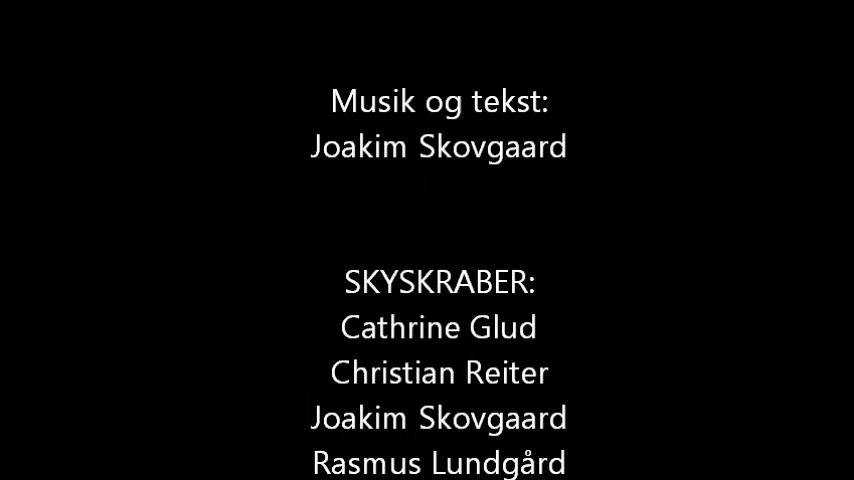 Musik og tekst:
Joakim Skovgaard
SKYSKRABER:
Cathrine Glud
Christian Reiter
Joakim Skovgaard
Rasmus Lundgård